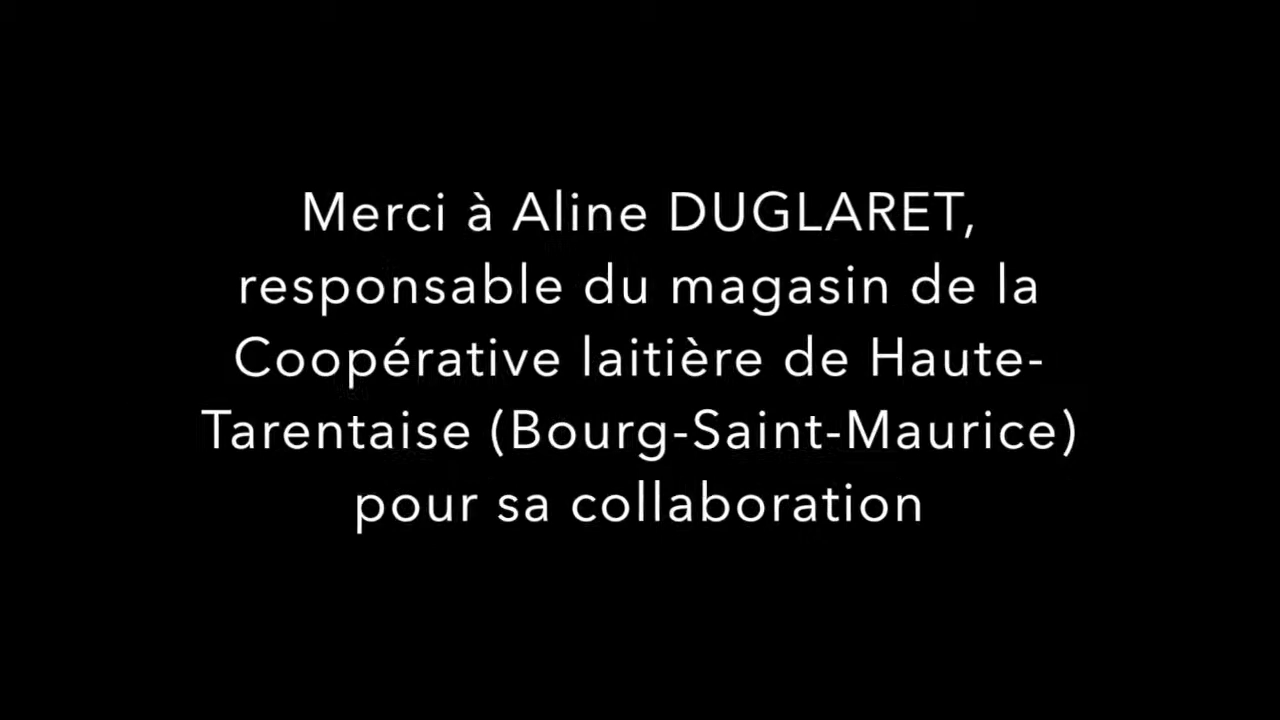 Merci à Aline DUGLARET,
responsable du magasin de la
Coopérative laitière de Haute-
Tarentaise (Bourg-Saint-Maurice)
pour sa collaboration